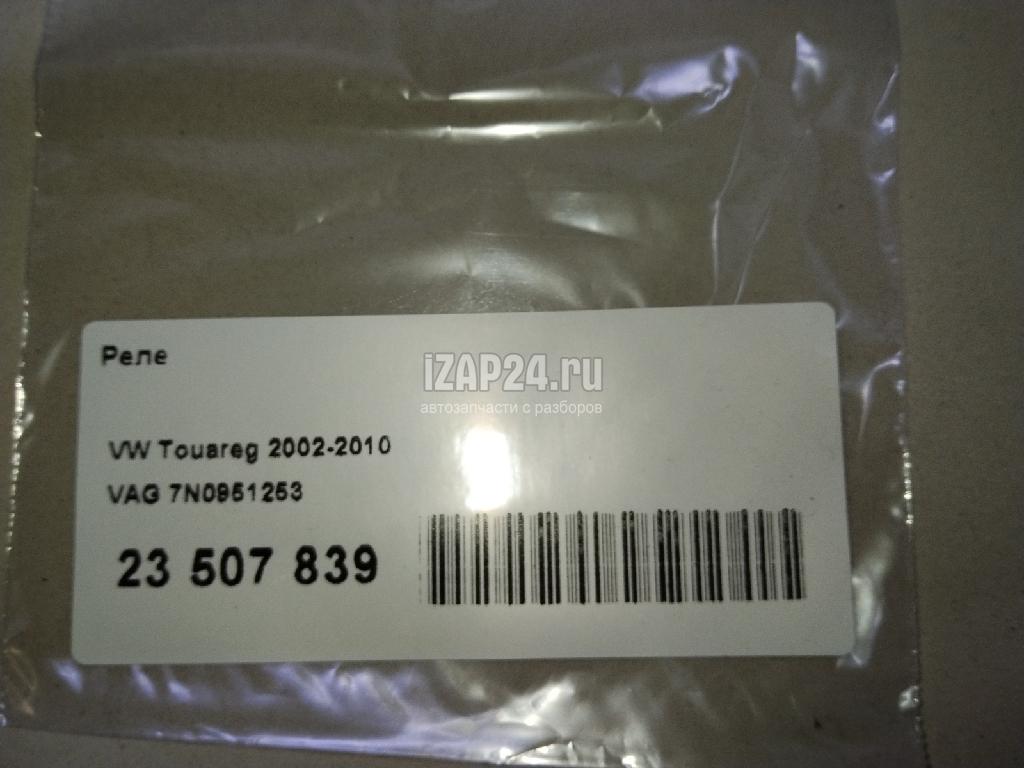 Реле
iZAP24.ru
автозапчасти с разборов
VW Touareg 2002-2010
VAG 7N0951253
23 507 839